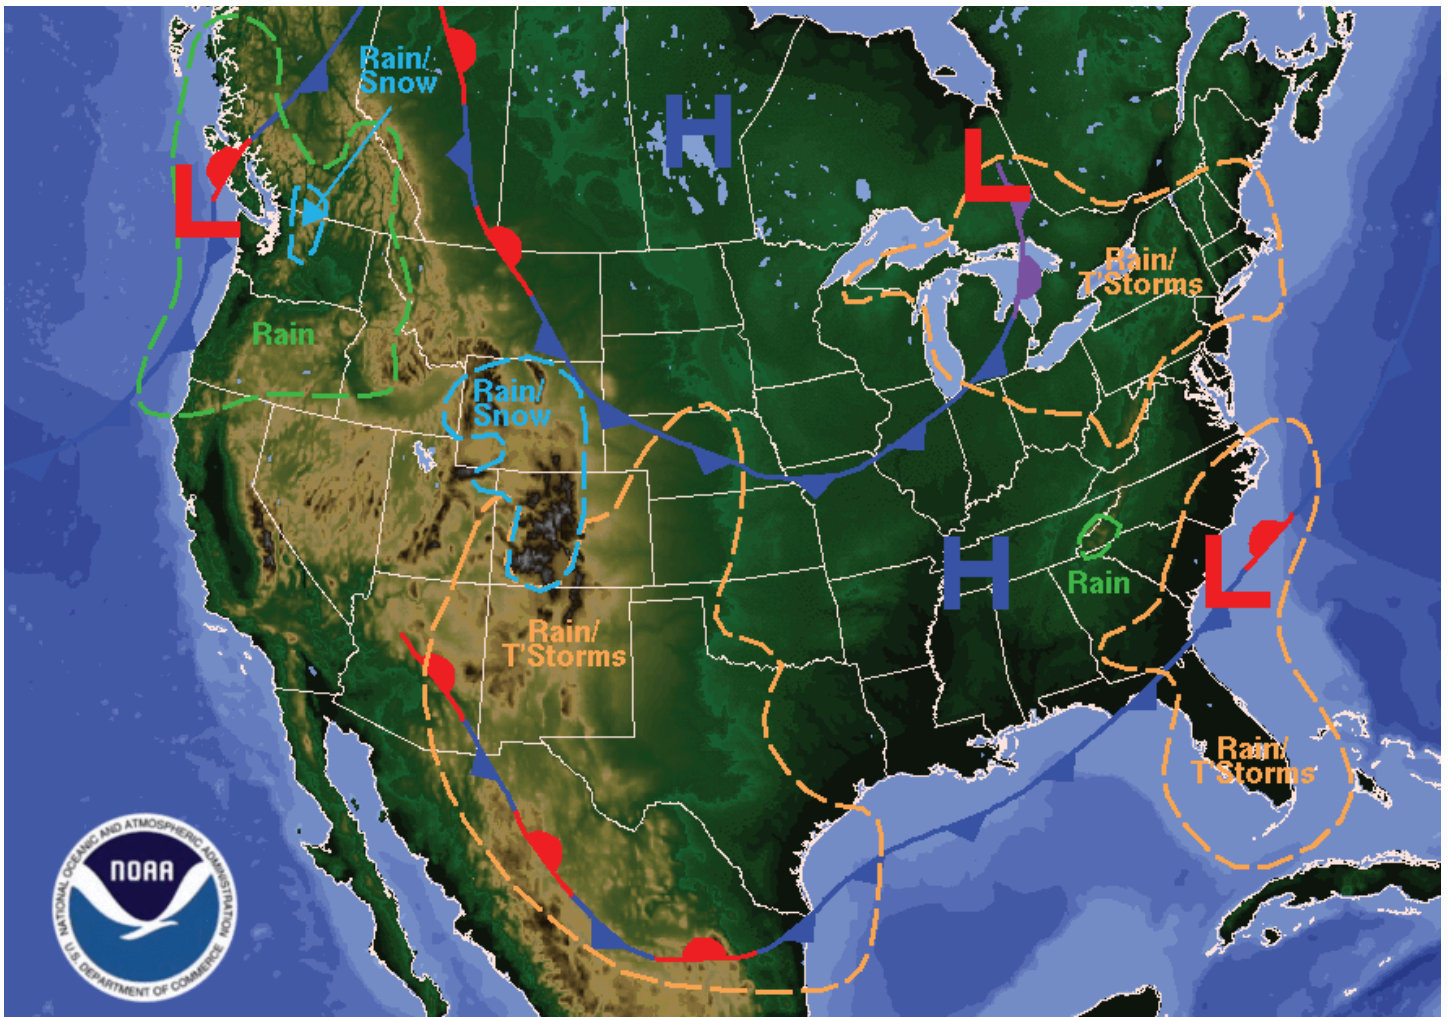 Rain/
Snow
H
L
L
Rain/
T'Storms
Rain
Rain/
Snow
H
Rain
L
Rain/
T'Storms
Rain/
T'Storms
NATIONAL OCEANIC AND ATMOSPHERIC ADMINISTRATION
NOAA
U.S. DEPARTMENT OF COMMERCE